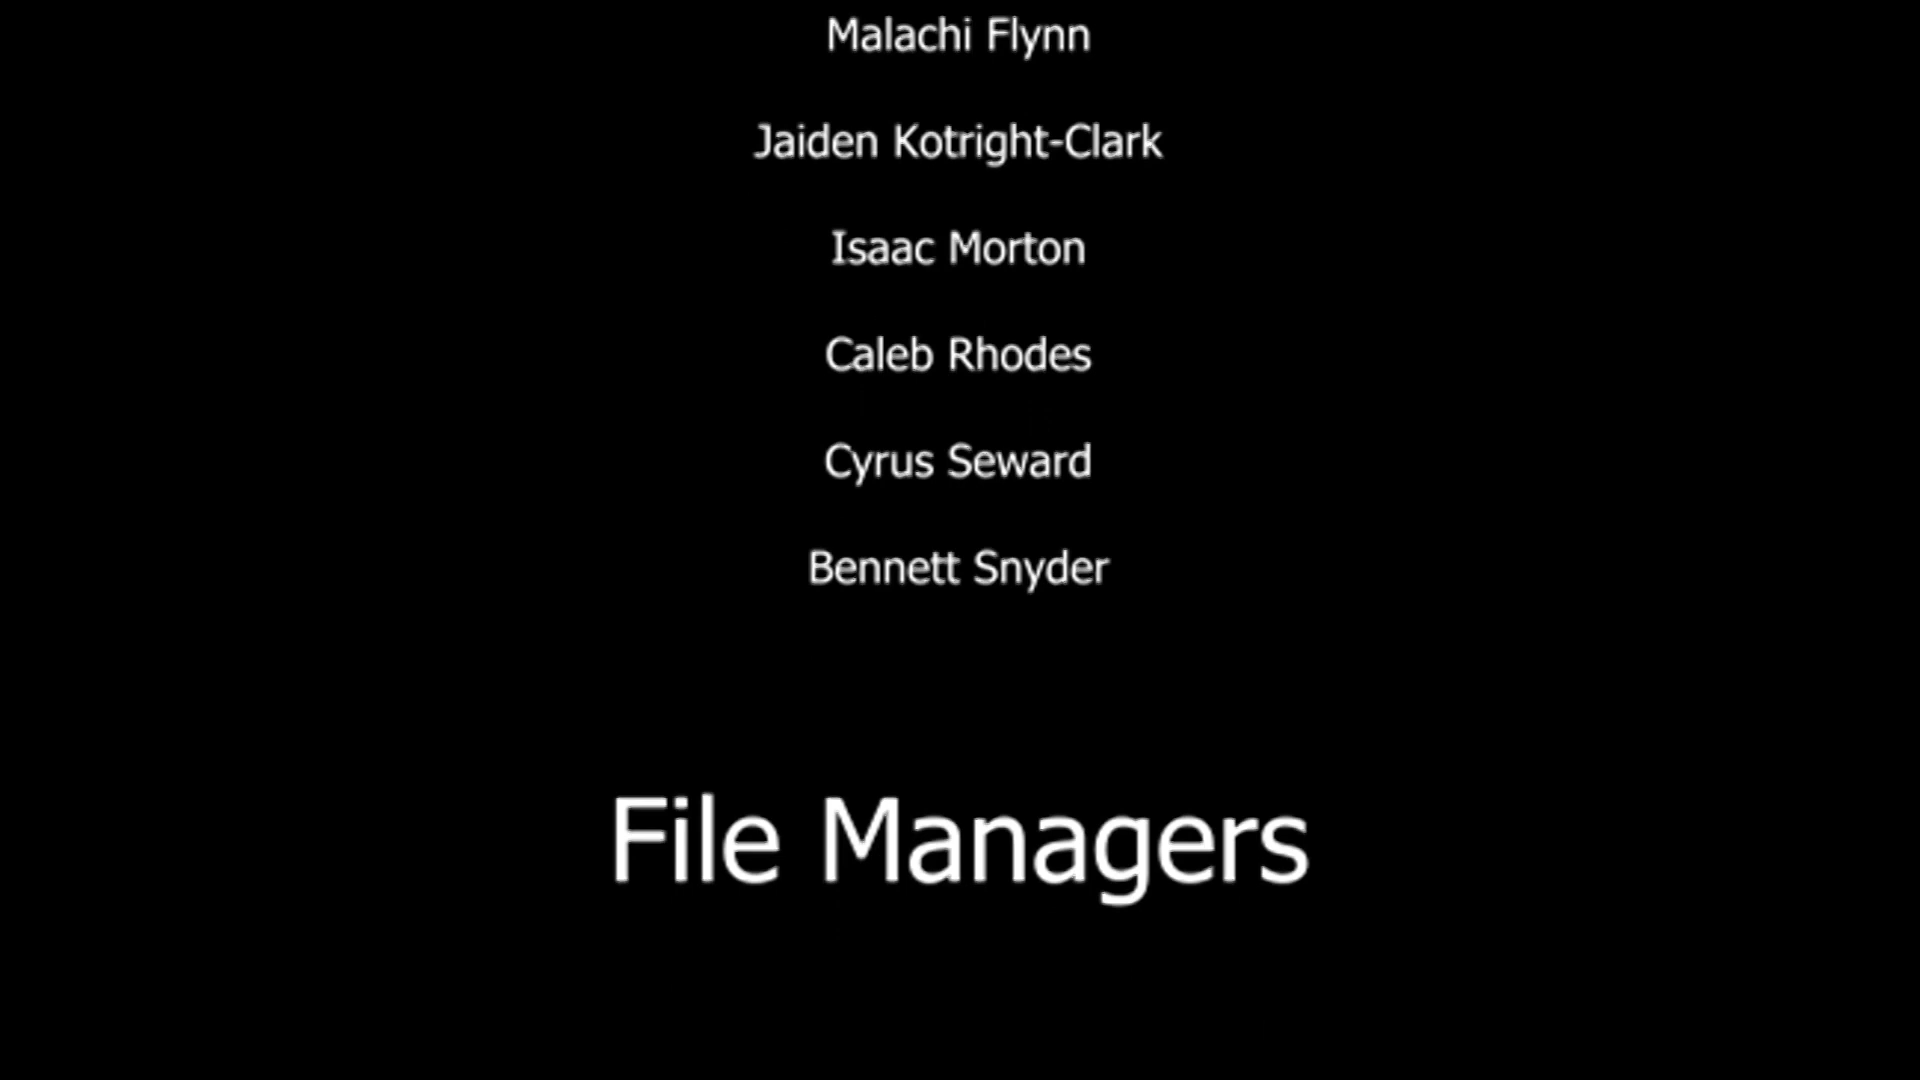 Malachi Flynn
Jaiden Kotright-Clark
Isaac Morton
Caleb Rhodes
Cyrus Seward
Bennett Snyder
File Managers